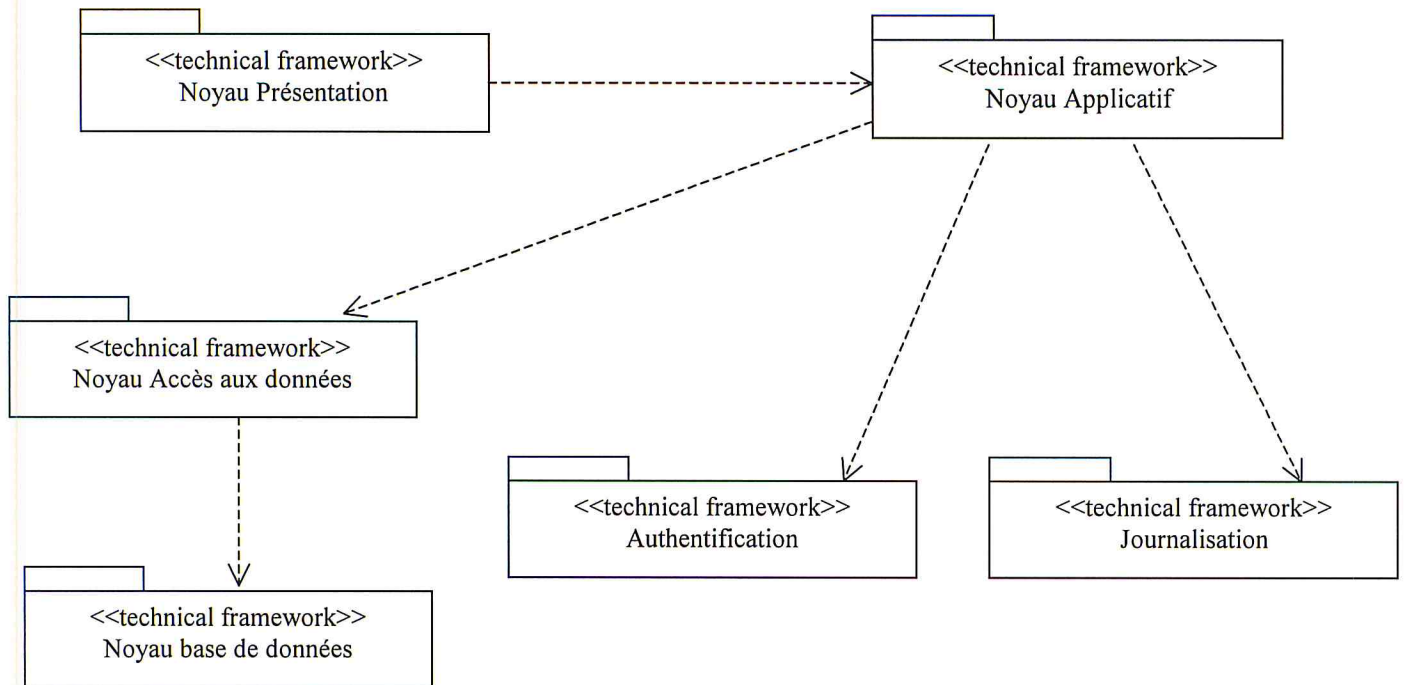 <<technical framework>>
Noyau Présentation
<<technical framework>>
Noyau Applicatif
<<technical framework>>
Noyau Accès aux données
<<technical framework>>
Authentification
<<technical framework>>
Journalisation
<<technical framework>>
Noyau base de données